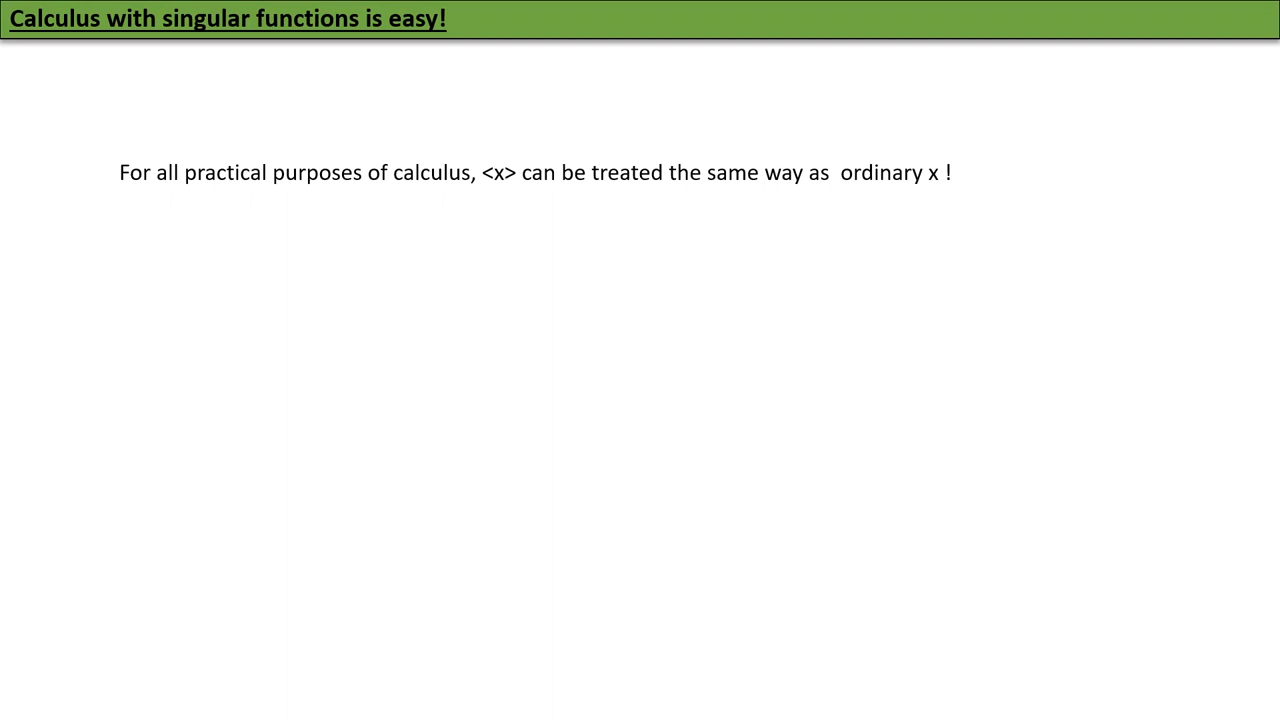 Calculus with singular functions is easy!
For all practical purposes of calculus, <x> can be treated the same way as  ordinary x !